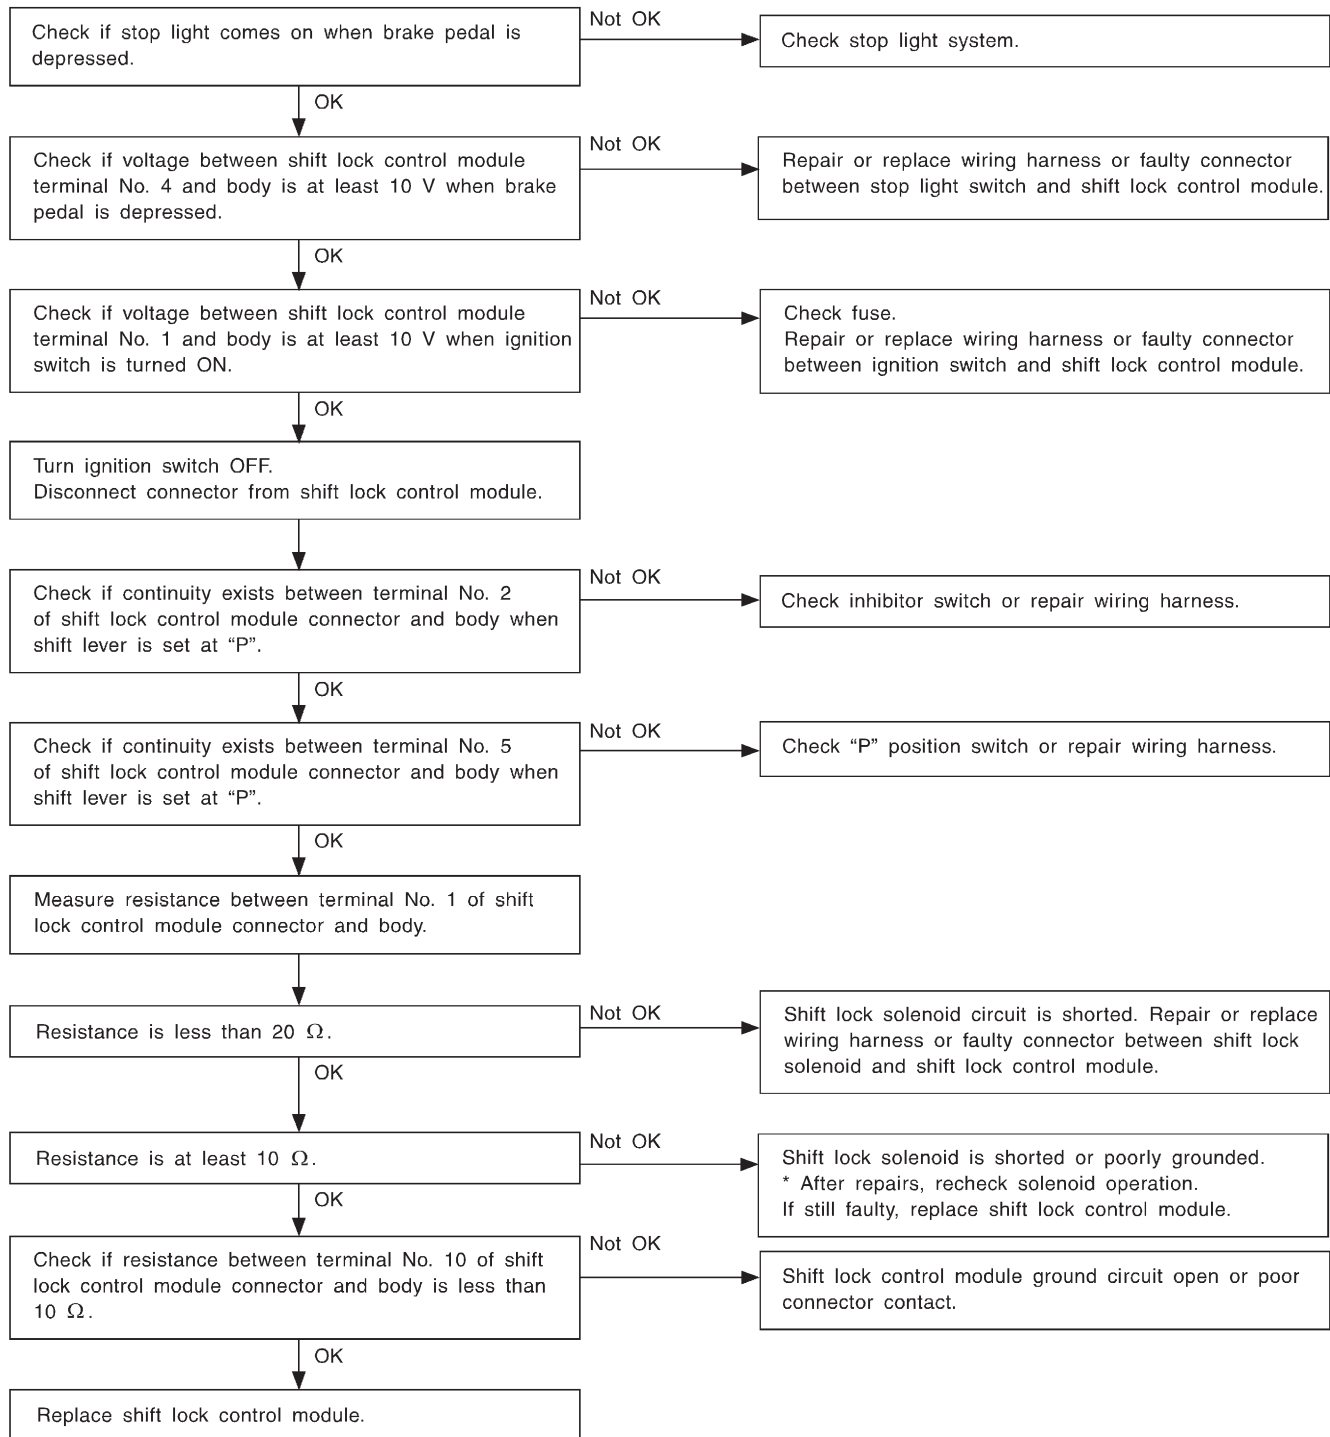 Check if stop light comes on when brake pedal is
depressed.
Not OK
Check stop light system.
OK
Check if voltage between shift lock control module
terminal No. 4 and body is at least 10 V when brake
pedal is depressed.
Not OK
Repair or replace wiring harness or faulty connector
between stop light switch and shift lock control module.
OK
Check if voltage between shift lock control module
terminal No. 1 and body is at least 10 V when ignition
switch is turned ON.
Not OK
Check fuse.
Repair or replace wiring harness or faulty connector
between ignition switch and shift lock control module.
OK
Turn ignition switch OFF.
Disconnect connector from shift lock control module.
Check if continuity exists between terminal No. 2
of shift lock control module connector and body when
shift lever is set at “P”.
Not OK
Check inhibitor switch or repair wiring harness.
OK
Check if continuity exists between terminal No. 5
of shift lock control module connector and body when
shift lever is set at “P”.
Not OK
Check “P” position switch or repair wiring harness.
OK
Measure resistance between terminal No. 1 of shift
lock control module connector and body.
Resistance is less than 20 Ω.
Not OK
Shift lock solenoid circuit is shorted. Repair or replace
wiring harness or faulty connector between shift lock
solenoid and shift lock control module.
OK
Resistance is at least 10 Ω.
Not OK
Shift lock solenoid is shorted or poorly grounded.
* After repairs, recheck solenoid operation.
If still faulty, replace shift lock control module.
OK
Check if resistance between terminal No. 10 of shift
lock control module connector and body is less than
10 Ω.
Not OK
Shift lock control module ground circuit open or poor
connector contact.
OK
Replace shift lock control module.